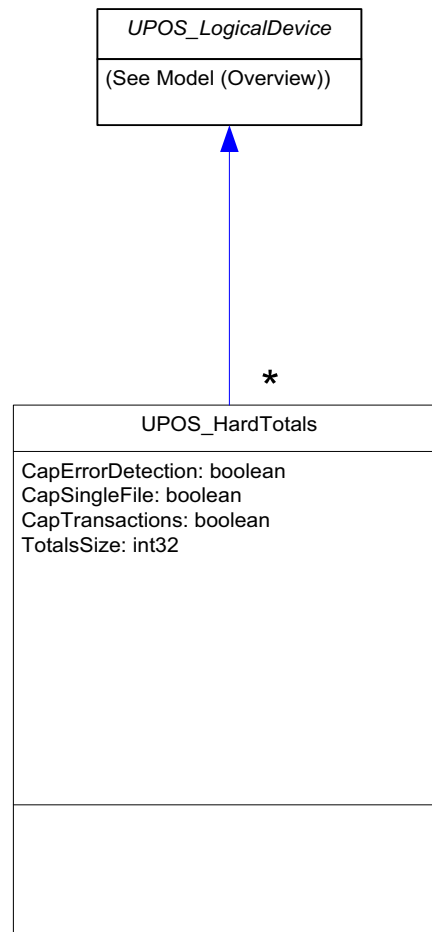 UPOS_LogicalDevice
(See Model (Overview))
*
UPOS_HardTotals
CapErrorDetection: boolean
CapSingleFile: boolean
CapTransactions: boolean
TotalsSize: int32